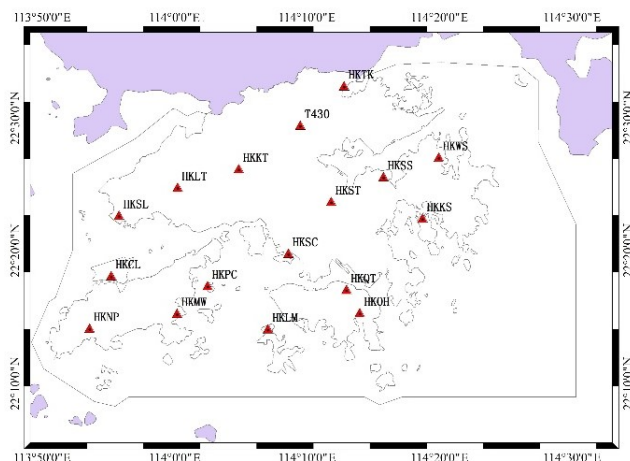 113°50'0"E 114°0'0"E 114°10'0"E 114°20'0"E 114°30'0"E
HKTK
22°30'0"N 22°30'0"N
T430
HKWS
HKKT
HKSS
HKLT
HKST
HKSL
HKKS
HKSC
22°20'0"N 22°20'0"N
HKCL
HKPC
HKQT
HKMW
HKOH
HKNP
HKLM
22°10'0"N 22°10'0"N
113°50'0"E 114°0'0"E 114°10'0"E 114°20'0"E 114°30'0"E